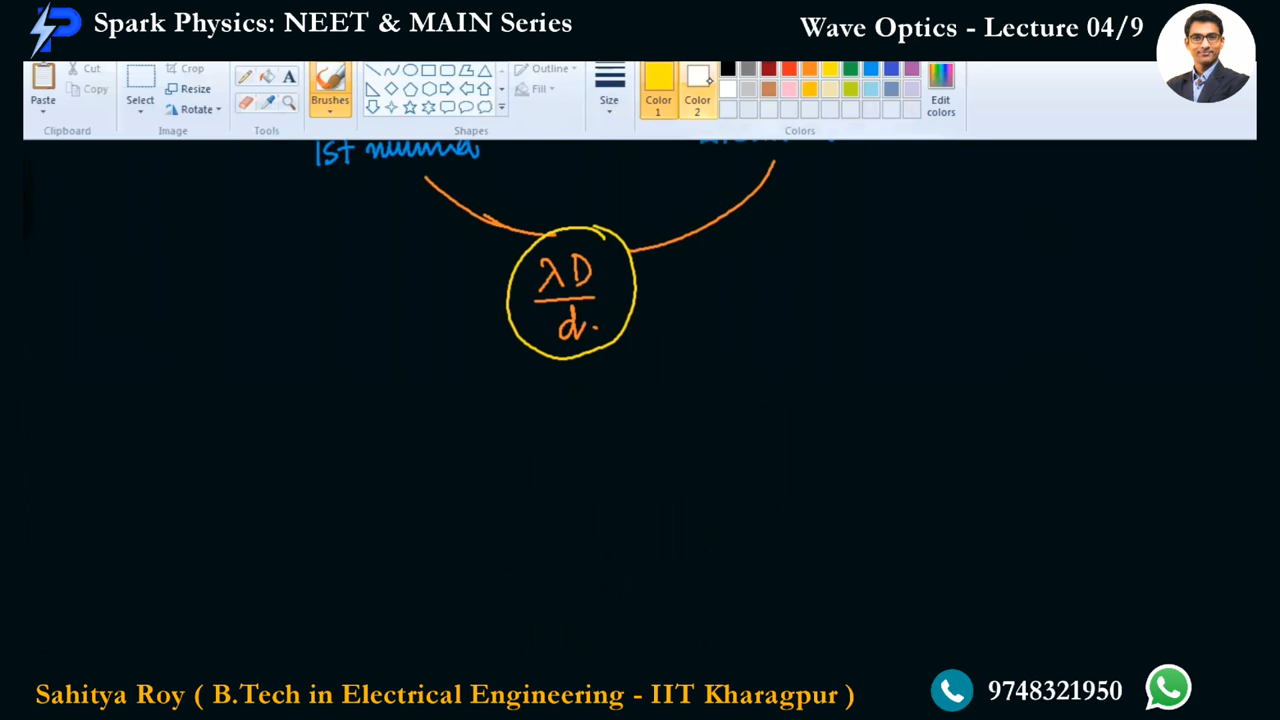 Spark Physics: NEET & MAIN Series
Wave Optics - Lecture 04/9
Paste
Cut
Copy
Clipboard
Select
Crop
Resize
Rotate
Image
A
Tools
Brushes
Shapes
Outline
Fill
Size
Color 1
Color 2
Edit colors
Colors
1st
λD
d.
Sahitya Roy ( B.Tech in Electrical Engineering - IIT Kharagpur )
9748321950